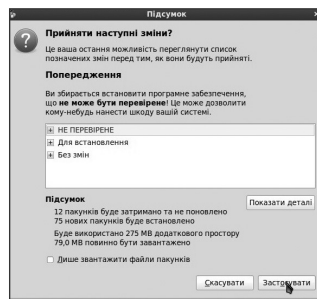 Підсумок
Прийняти наступні зміни?
Це ваша остання можливість переглянути список
позначених змін перед тим, як вони будуть прийняті.
Попередження
Ви збирається встановити програмне забезпечення,
що не може бути перевірене! Це може дозволити
кому-небудь нанести шкоду вашій системі.
НЕ ПЕРЕВІРЕНЕ
Для встановлення
Без змін
Підсумок
Показати деталі
12 пакунків буде затримано та не поновлено
75 нових пакунків буде встановлено
Буде використано 275 MB додаткового простору
79,0 MB повинно бути завантажено
Лише звантажити файли пакунків
Скасувати
Застосувати